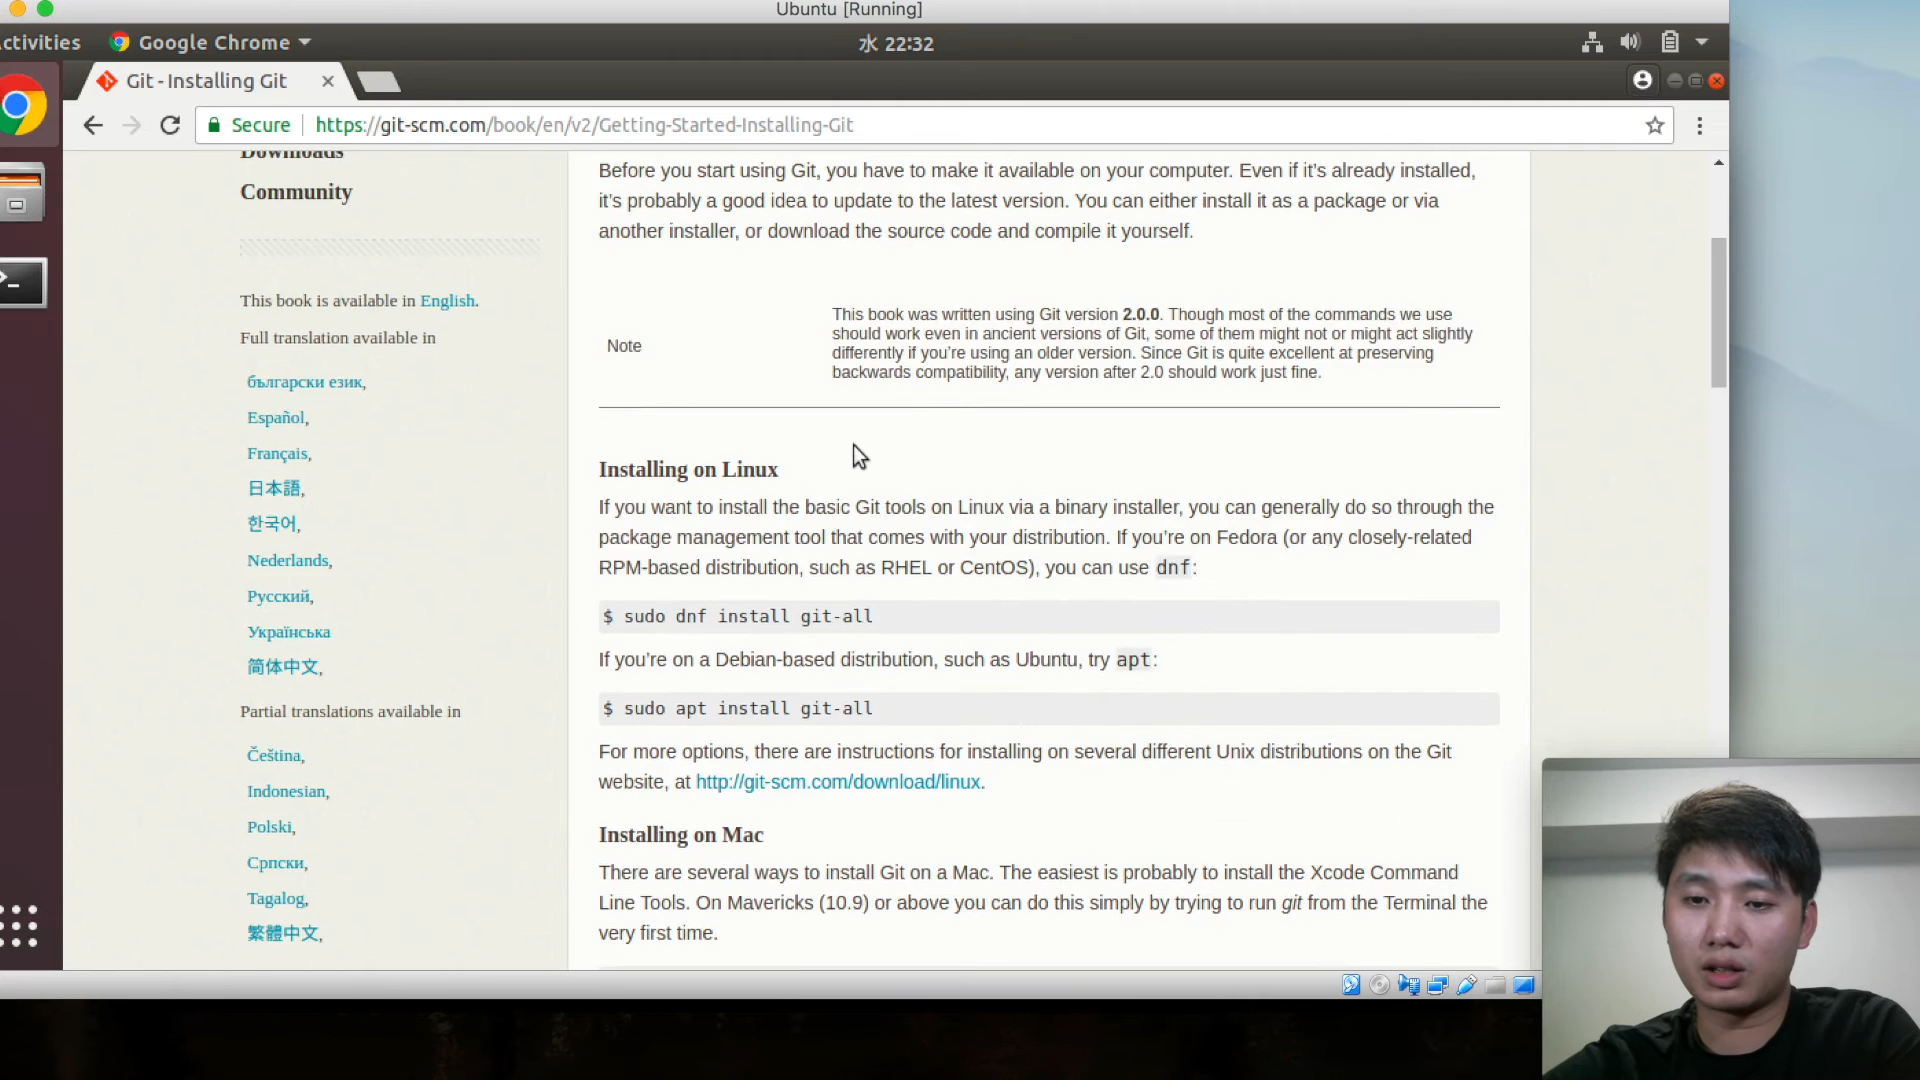 Ubuntu [Running]
ctivities
Google Chrome
水 22:32
Git - Installing Git
Secure
https://git-scm.com/book/en/v2/Getting-Started-Installing-Git
Downloads
Community
This book is available in English.
Full translation available in
български език,
Español,
Français,
日本語,
한국어,
Nederlands,
Русский,
Українська
简体中文,
Partial translations available in
Čeština,
Indonesian,
Polski,
Српски,
Tagalog,
繁體中文,
Before you start using Git, you have to make it available on your computer. Even if it’s already installed,
it’s probably a good idea to update to the latest version. You can either install it as a package or via
another installer, or download the source code and compile it yourself.
Note
This book was written using Git version 2.0.0. Though most of the commands we use
should work even in ancient versions of Git, some of them might not or might act slightly
differently if you’re using an older version. Since Git is quite excellent at preserving
backwards compatibility, any version after 2.0 should work just fine.
Installing on Linux
If you want to install the basic Git tools on Linux via a binary installer, you can generally do so through the
package management tool that comes with your distribution. If you’re on Fedora (or any closely-related
RPM-based distribution, such as RHEL or CentOS), you can use dnf:
$ sudo dnf install git-all
If you’re on a Debian-based distribution, such as Ubuntu, try apt:
$ sudo apt install git-all
For more options, there are instructions for installing on several different Unix distributions on the Git
website, at http://git-scm.com/download/linux.
Installing on Mac
There are several ways to install Git on a Mac. The easiest is probably to install the Xcode Command
Line Tools. On Mavericks (10.9) or above you can do this simply by trying to run git from the Terminal the
very first time.